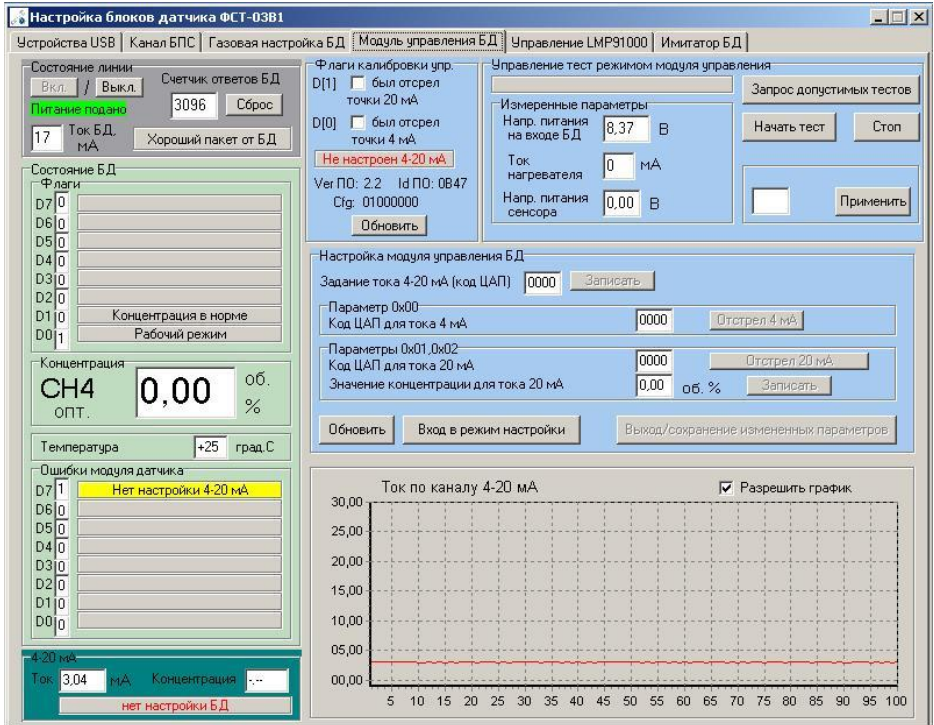 Настройка блоков датчика ФСТ-03В1
Устройства USB | Канал БПС | Газовая настройка БД | Модуль управления БД | Управление LMP91000 | Имитатор БД
Состояние линии
Вкл. / Выкл.
Питание подано
Счетчик ответов БД
3096 Сброс
17 Ток БД, мА
Хороший пакет от БД
Состояние БД
Флаги
D7 0
D6 0
D5 0
D4 0
D3 0
D2 0
D1 0 Концентрация в норме
D0 1 Рабочий режим
Концентрация
CH4 0,00 об.
опт. %
Температура +25 град.С
Ошибки модуля датчика
D7 1 Нет настройки 4-20 мА
D6 0
D5 0
D4 0
D3 0
D2 0
D1 0
D0 0
4-20 мА
Ток 3,04 мА Концентрация -,--
нет настройки БД
Флаги калибровки упр.
D[1] был отсрел
точки 20 мА
D[0] был отсрел
точки 4 мА
Не настроен 4-20 мА
Ver ПО: 2.2 Id ПО: 0B47
Cfg: 01000000
Обновить
Управление тест режимом модуля управления
Измеренные параметры
Напр. питания
на входе БД 8,37 В
Ток
нагревателя 0 мА
Напр. питания
сенсора 0,00 В
Запрос допустимых тестов
Начать тест Стоп
Применить
Настройка модуля управления БД
Задание тока 4-20 мА (код ЦАП) 0000 Записать
Параметр 0x00
Код ЦАП для тока 4 мА 0000 Отстрел 4 мА
Параметры 0x01,0x02
Код ЦАП для тока 20 мА 0000 Отстрел 20 мА
Значение концентрации для тока 20 мА 0,00 об. % Записать
Обновить Вход в режим настройки Выход/сохранение измененных параметров
Ток по каналу 4-20 мА Разрешить график
30,00
25,00
20,00
15,00
10,00
05,00
00,00
5 10 15 20 25 30 35 40 45 50 55 60 65 70 75 80 85 90 95 100